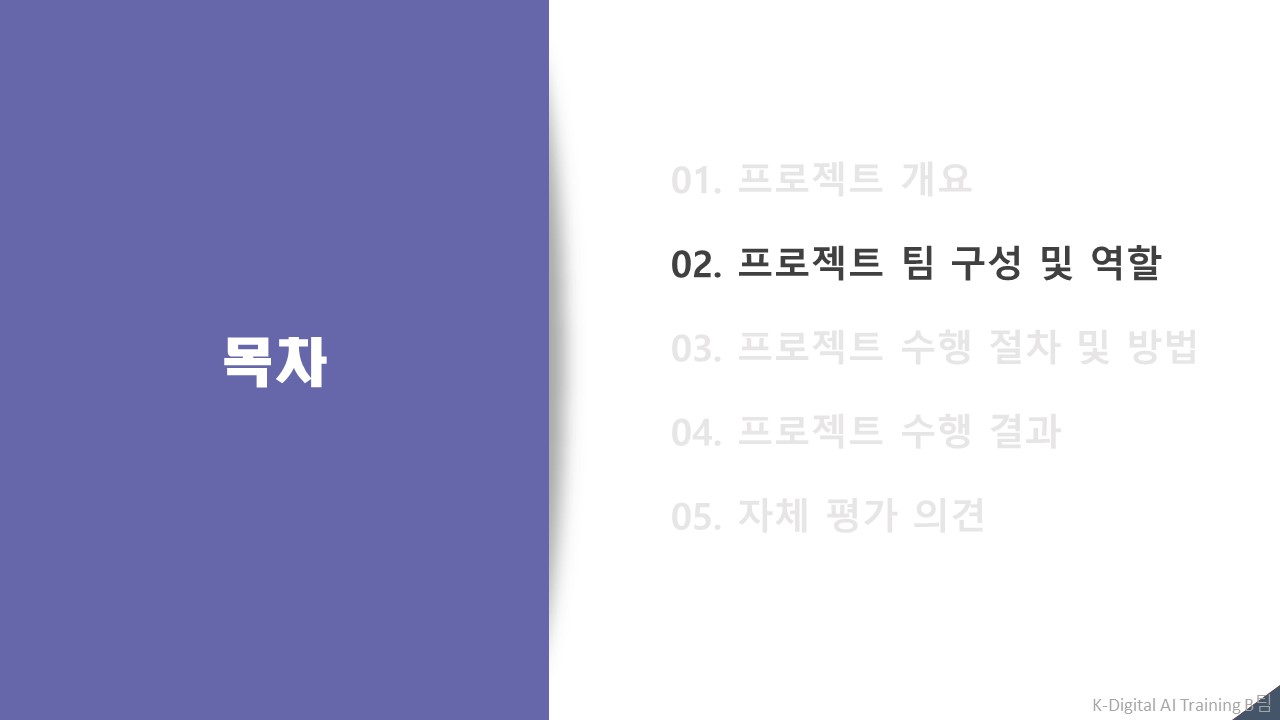 목차
01. 프로젝트 개요
02. 프로젝트 팀 구성 및 역할
03. 프로젝트 수행 절차 및 방법
04. 프로젝트 수행 결과
05. 자체 평가 의견
K-Digital AI Training B팀